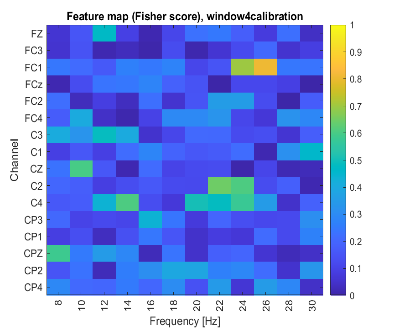 Feature map (Fisher score), window4calibration
Channel
FZ
FC3
FC1
FCz
FC2
FC4
C3
C1
CZ
C2
C4
CP3
CP1
CPZ
CP2
CP4
8 10 12 14 16 18 20 22 24 26 28 30
Frequency [Hz]
1
0.9
0.8
0.7
0.6
0.5
0.4
0.3
0.2
0.1
0